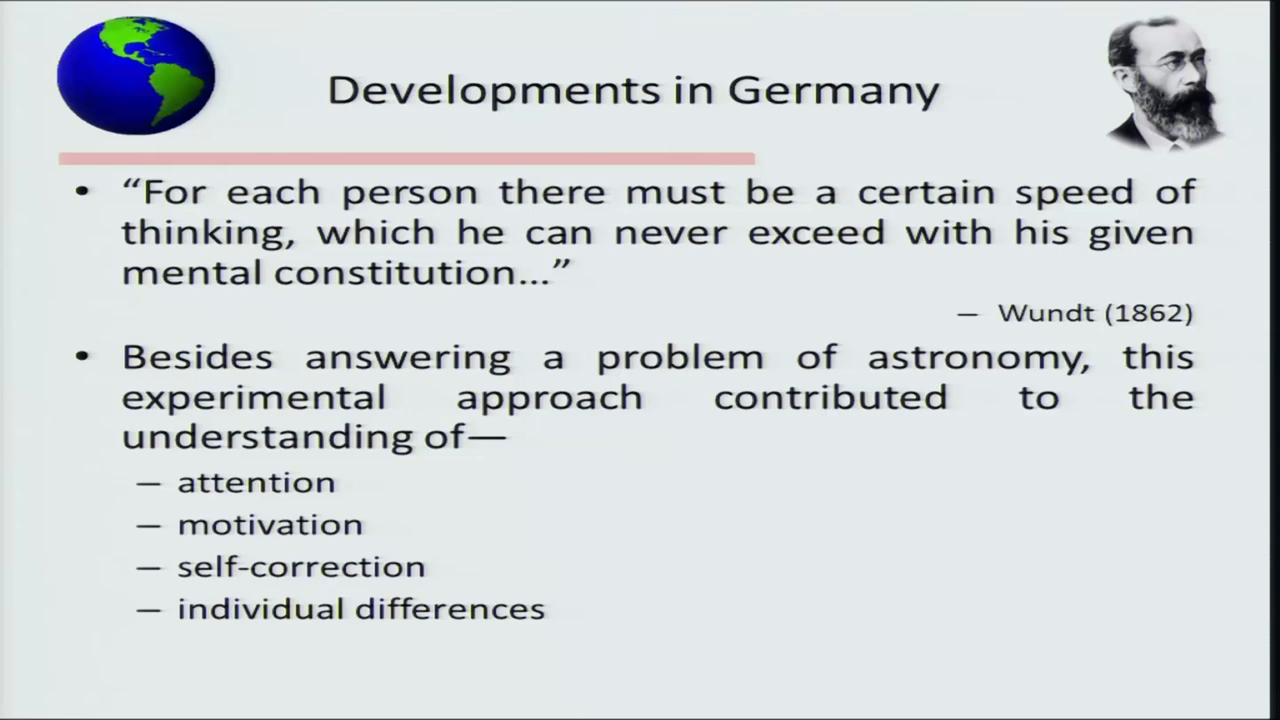 Developments in Germany
• “For each person there must be a certain speed of
thinking, which he can never exceed with his given
mental constitution...”
— Wundt (1862)
• Besides answering a problem of astronomy, this
experimental approach contributed to the
understanding of—
— attention
— motivation
— self-correction
— individual differences